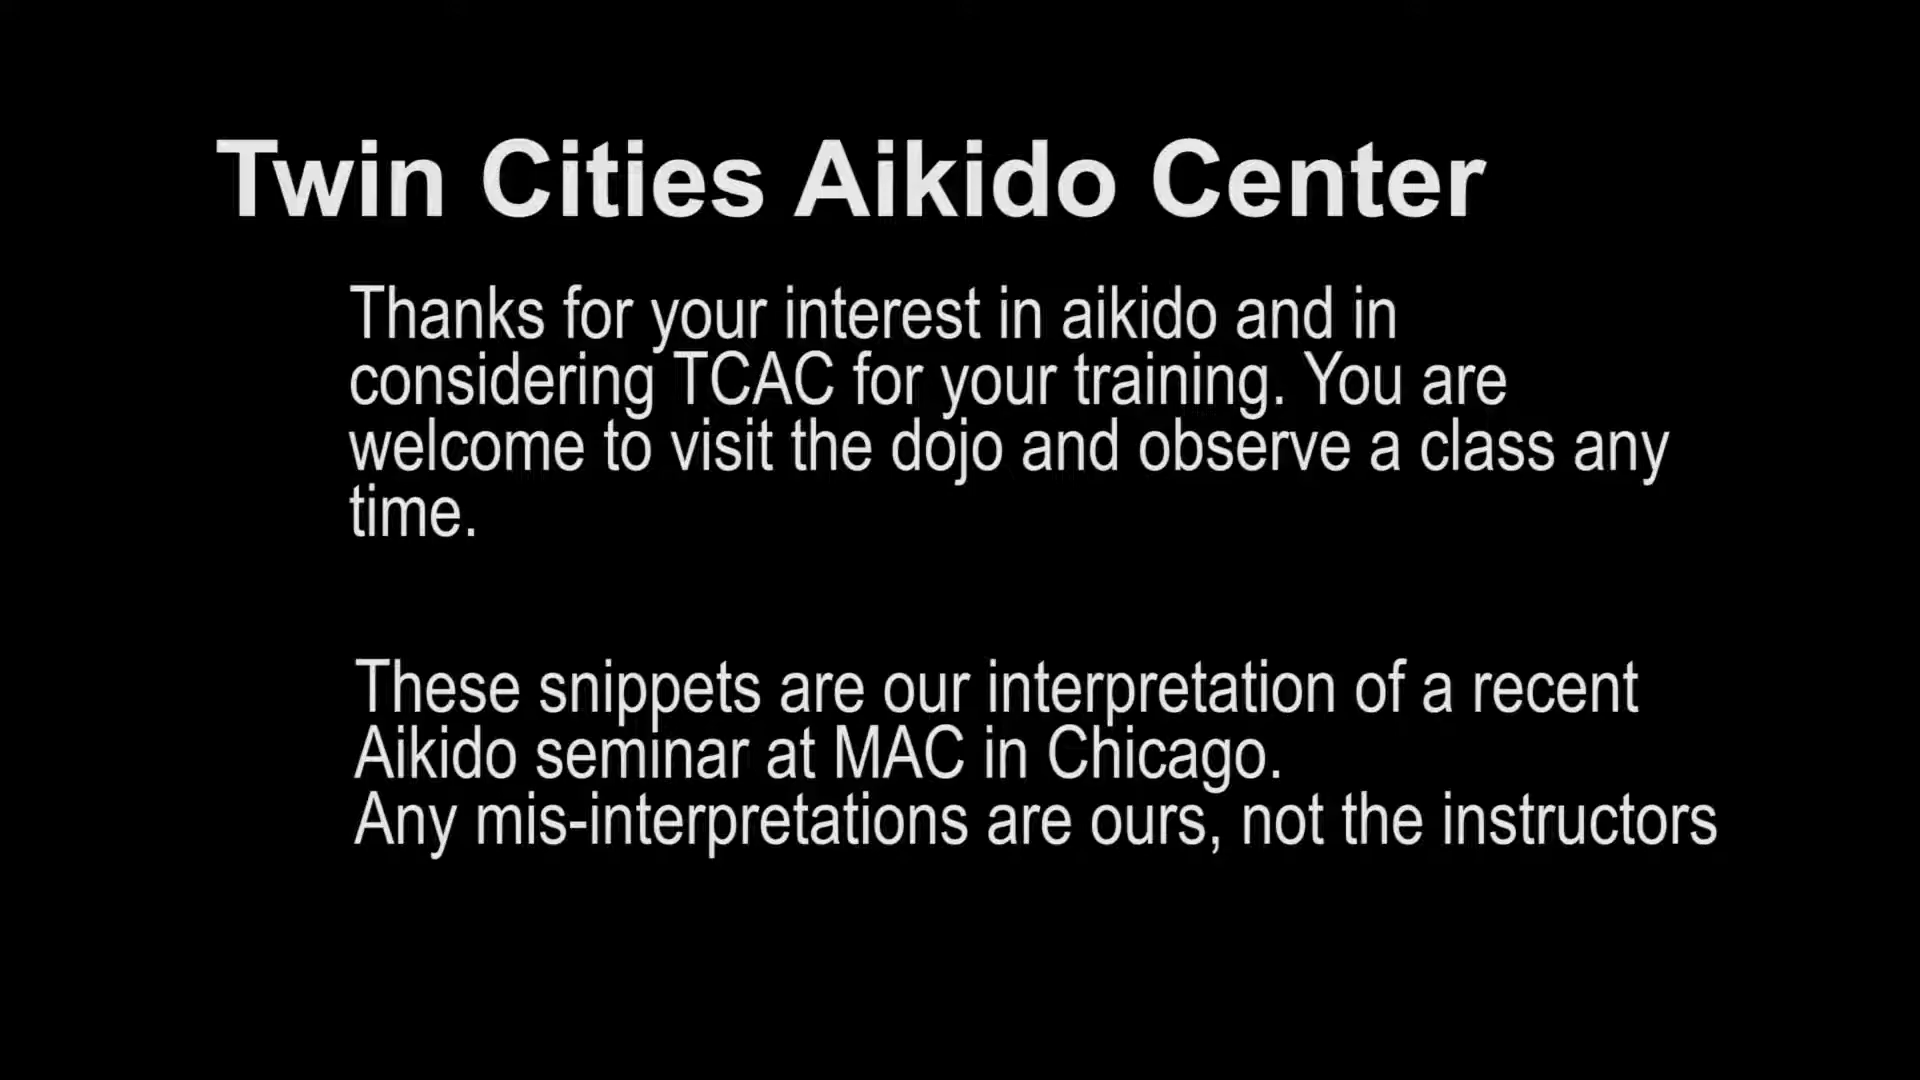 Twin Cities Aikido Center
Thanks for your interest in aikido and in
considering TCAC for your training. You are
welcome to visit the dojo and observe a class any
time.
These snippets are our interpretation of a recent
Aikido seminar at MAC in Chicago.
Any mis-interpretations are ours, not the instructors